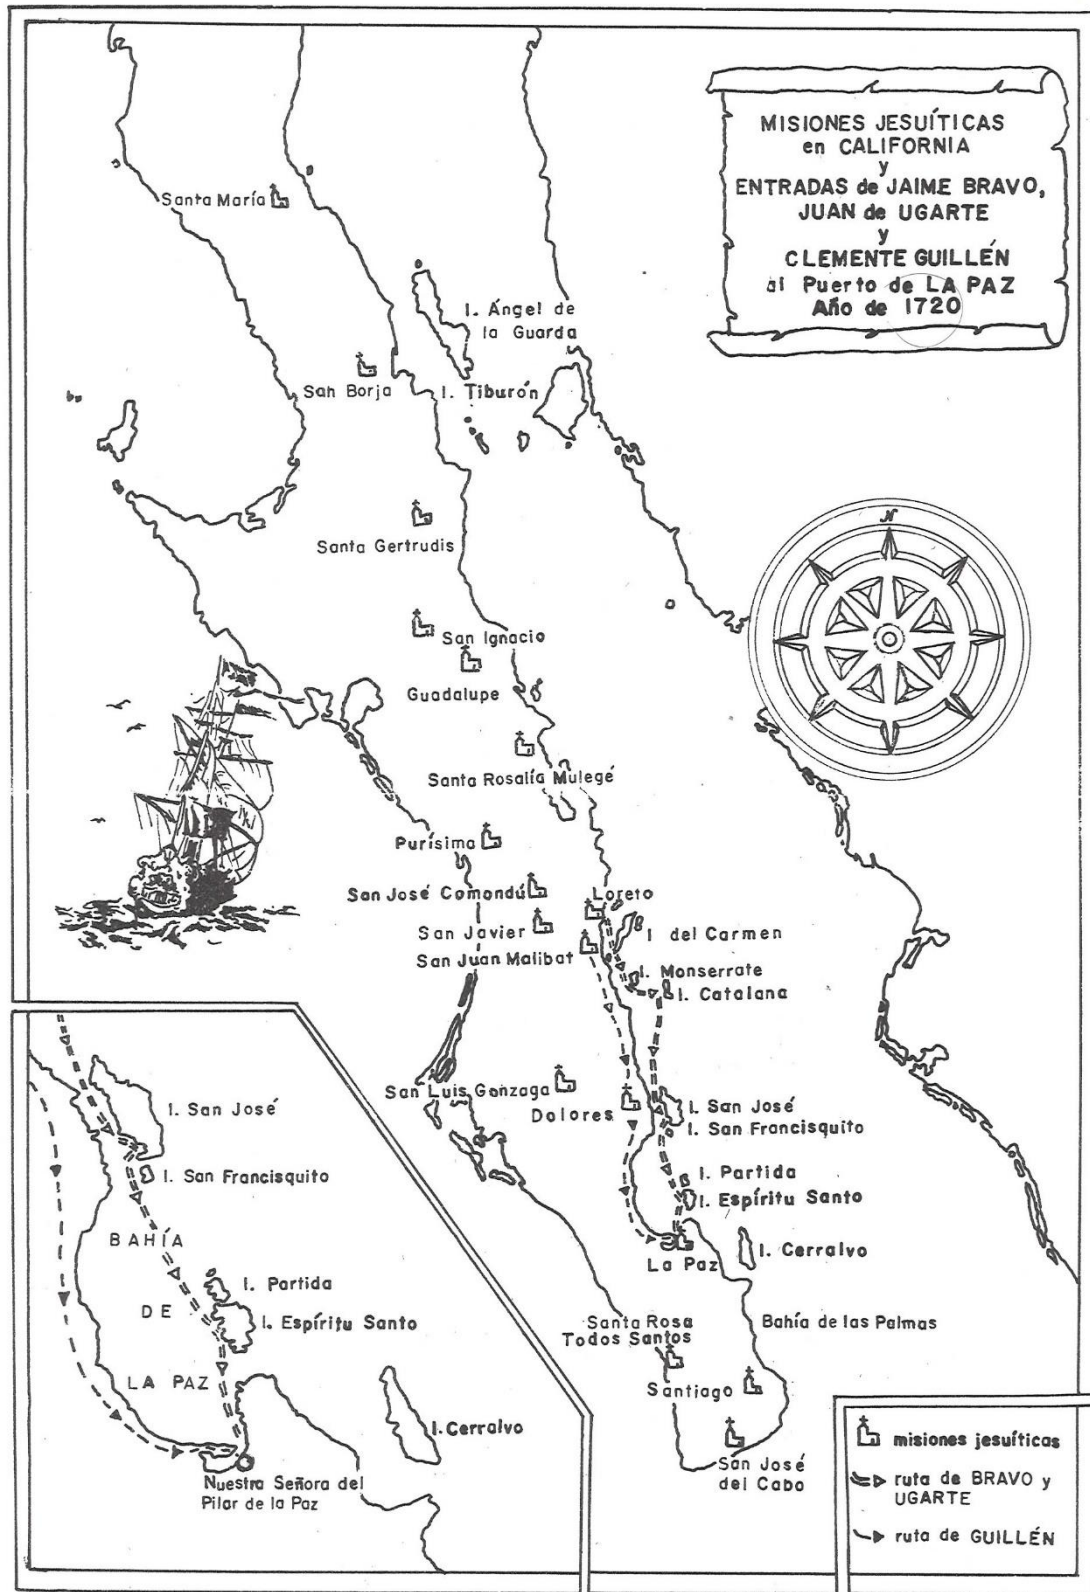 MISIONES JESUÍTICAS
en CALIFORNIA
y
ENTRADAS de JAIME BRAVO,
JUAN de UGARTE
y
CLEMENTE GUILLÉN
al Puerto de LA PAZ
Año de 1720
Santa María
I. Ángel de
la Guarda
San Borja
I. Tiburón
N
Santa Gertrudis
San Ignacio
Guadalupe
Santa Rosalía Mulegé
Purísima
San José Comondú
Loreto
San Javier
I del Carmen
San Juan Malibat
I. Monserrate
I. Catalana
San Luis Gonzaga
Dolores
I. San José
I. San Francisquito
I. Partida
I. Espíritu Santo
La Paz
I. Cerralvo
Santa Rosa
Todos Santos
Bahía de las Palmas
Santiago
San José
del Cabo
I. San José
I. San Francisquito
BAHÍA
I. Partida
DE
I. Espíritu Santo
LA PAZ
I. Cerralvo
Nuestra Señora del
Pilar de la Paz
misiones jesuíticas
ruta de BRAVO y
UGARTE
ruta de GUILLÉN